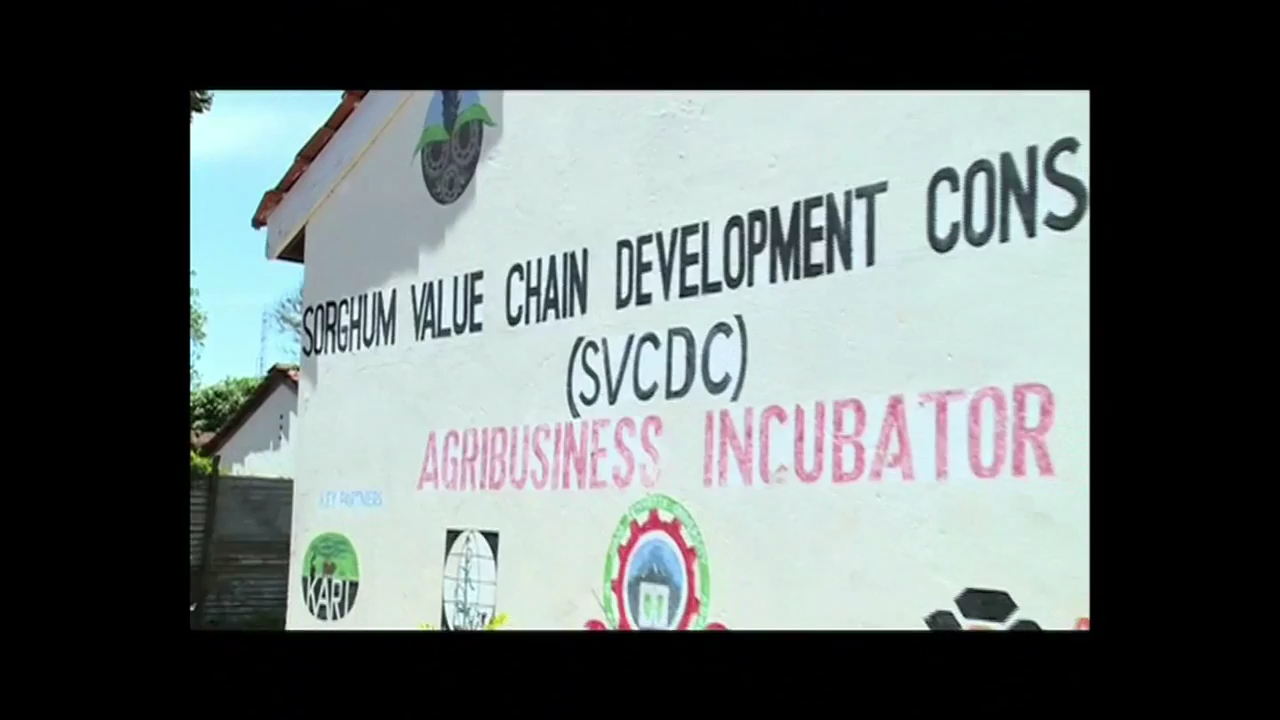 SORGHUM VALUE CHAIN DEVELOPMENT CONS
(SVCDC)
AGRIBUSINESS INCUBATOR
KEY PARTNERS
KARI